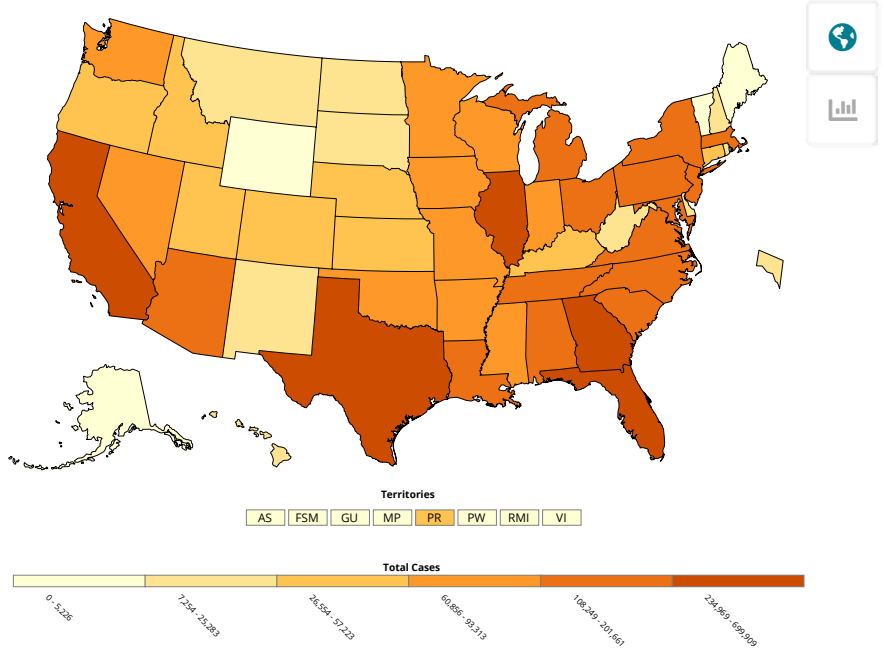 Territories
AS FSM GU MP PR PW RMI VI
Total Cases
0 - 5,226
7,254 - 25,283
26,554 - 57,223
60,856 - 93,313
108,249 - 201,661
234,969 - 699,909